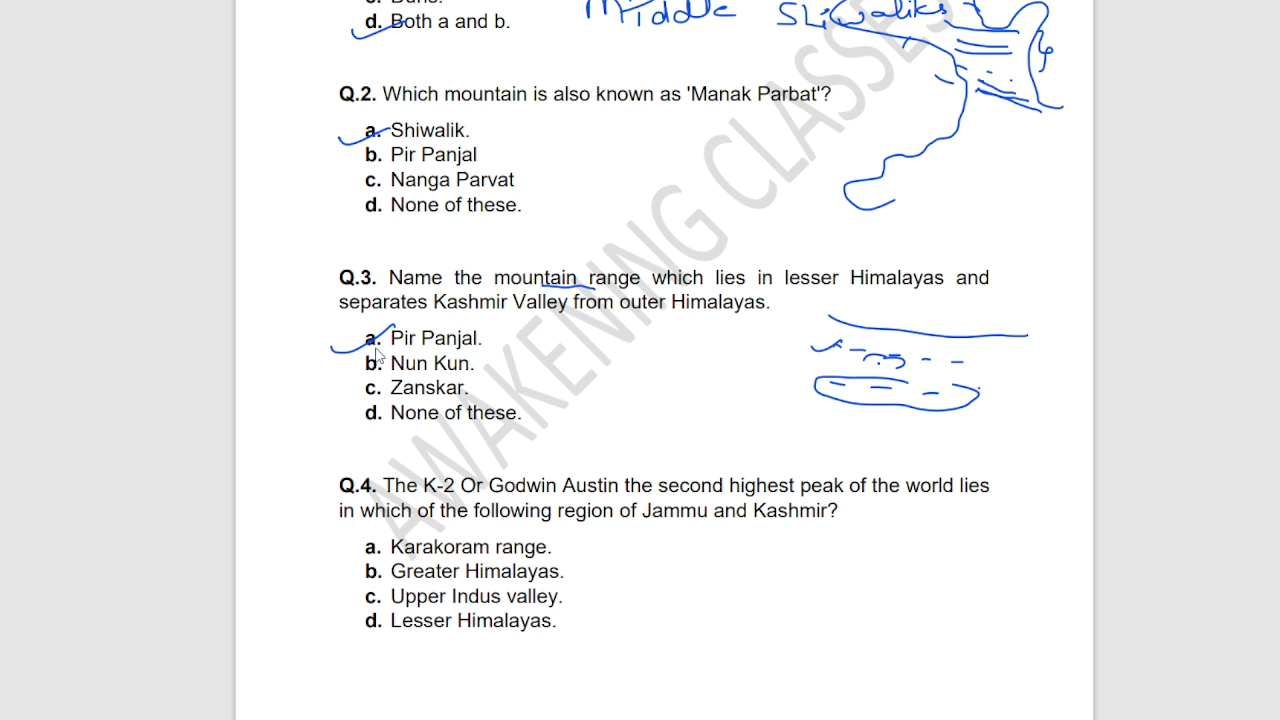 d. Both a and b.
Middle Shiwaliks
Q.2. Which mountain is also known as 'Manak Parbat'?
a. Shiwalik.
b. Pir Panjal
c. Nanga Parvat
d. None of these.
Q.3. Name the mountain range which lies in lesser Himalayas and
separates Kashmir Valley from outer Himalayas.
a. Pir Panjal.
b. Nun Kun.
c. Zanskar.
d. None of these.
Q.4. The K-2 Or Godwin Austin the second highest peak of the world lies
in which of the following region of Jammu and Kashmir?
a. Karakoram range.
b. Greater Himalayas.
c. Upper Indus valley.
d. Lesser Himalayas.
AWAKENING CLASSES